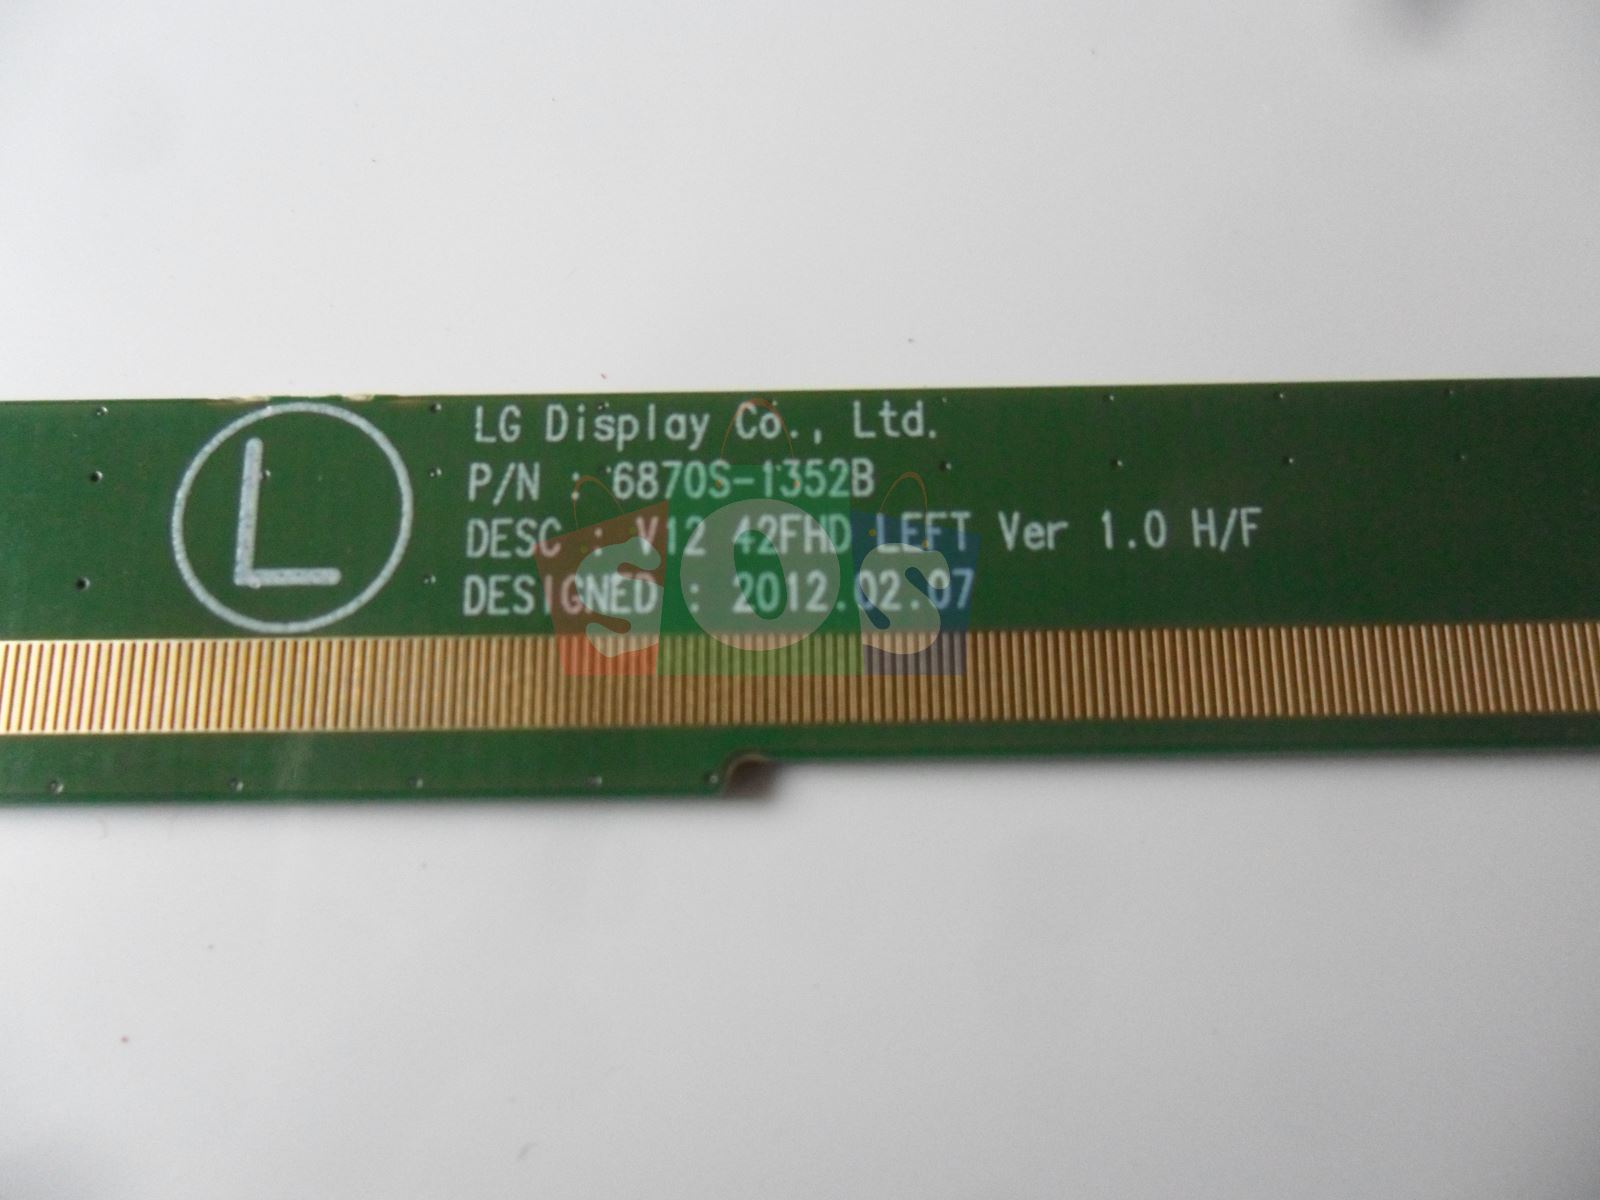 L
LG Display Co., Ltd.
P/N : 6870S-1352B
DESC : V12 42FHD LEFT Ver 1.0 H/F
DESIGNED : 2012.02.07
SOS